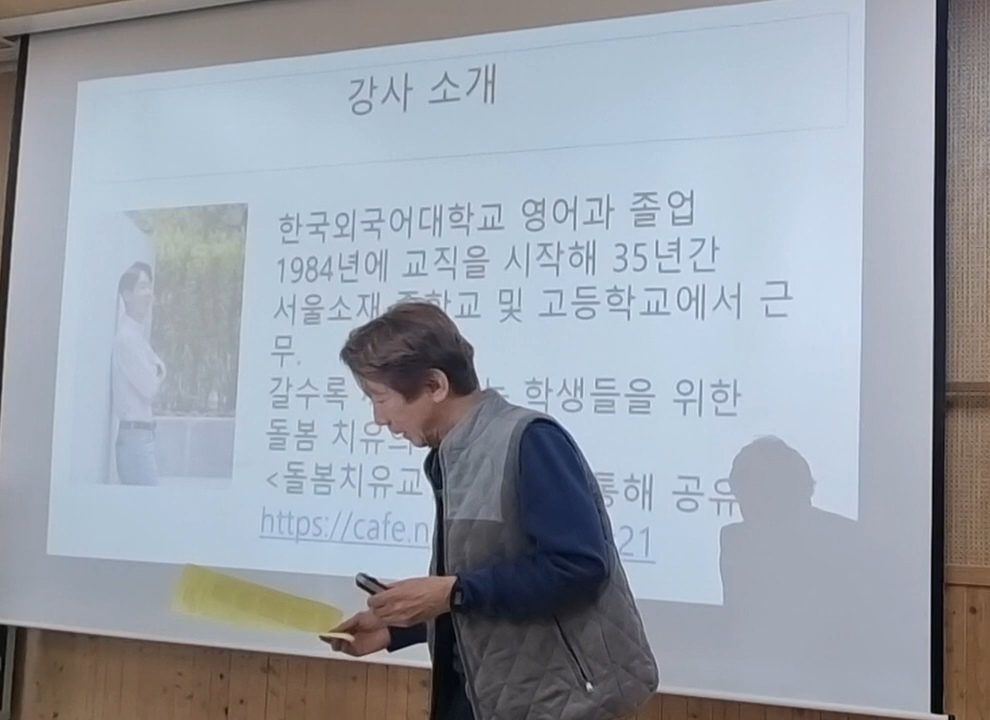 강사 소개
한국외국어대학교 영어과 졸업
1984년에 교직을 시작해 35년간
서울소재 중학교 및 고등학교에서 근
무.
갈수록 학생들을 위한
돌봄 치유의
<돌봄치유교 통해 공유
https://cafe.n 21